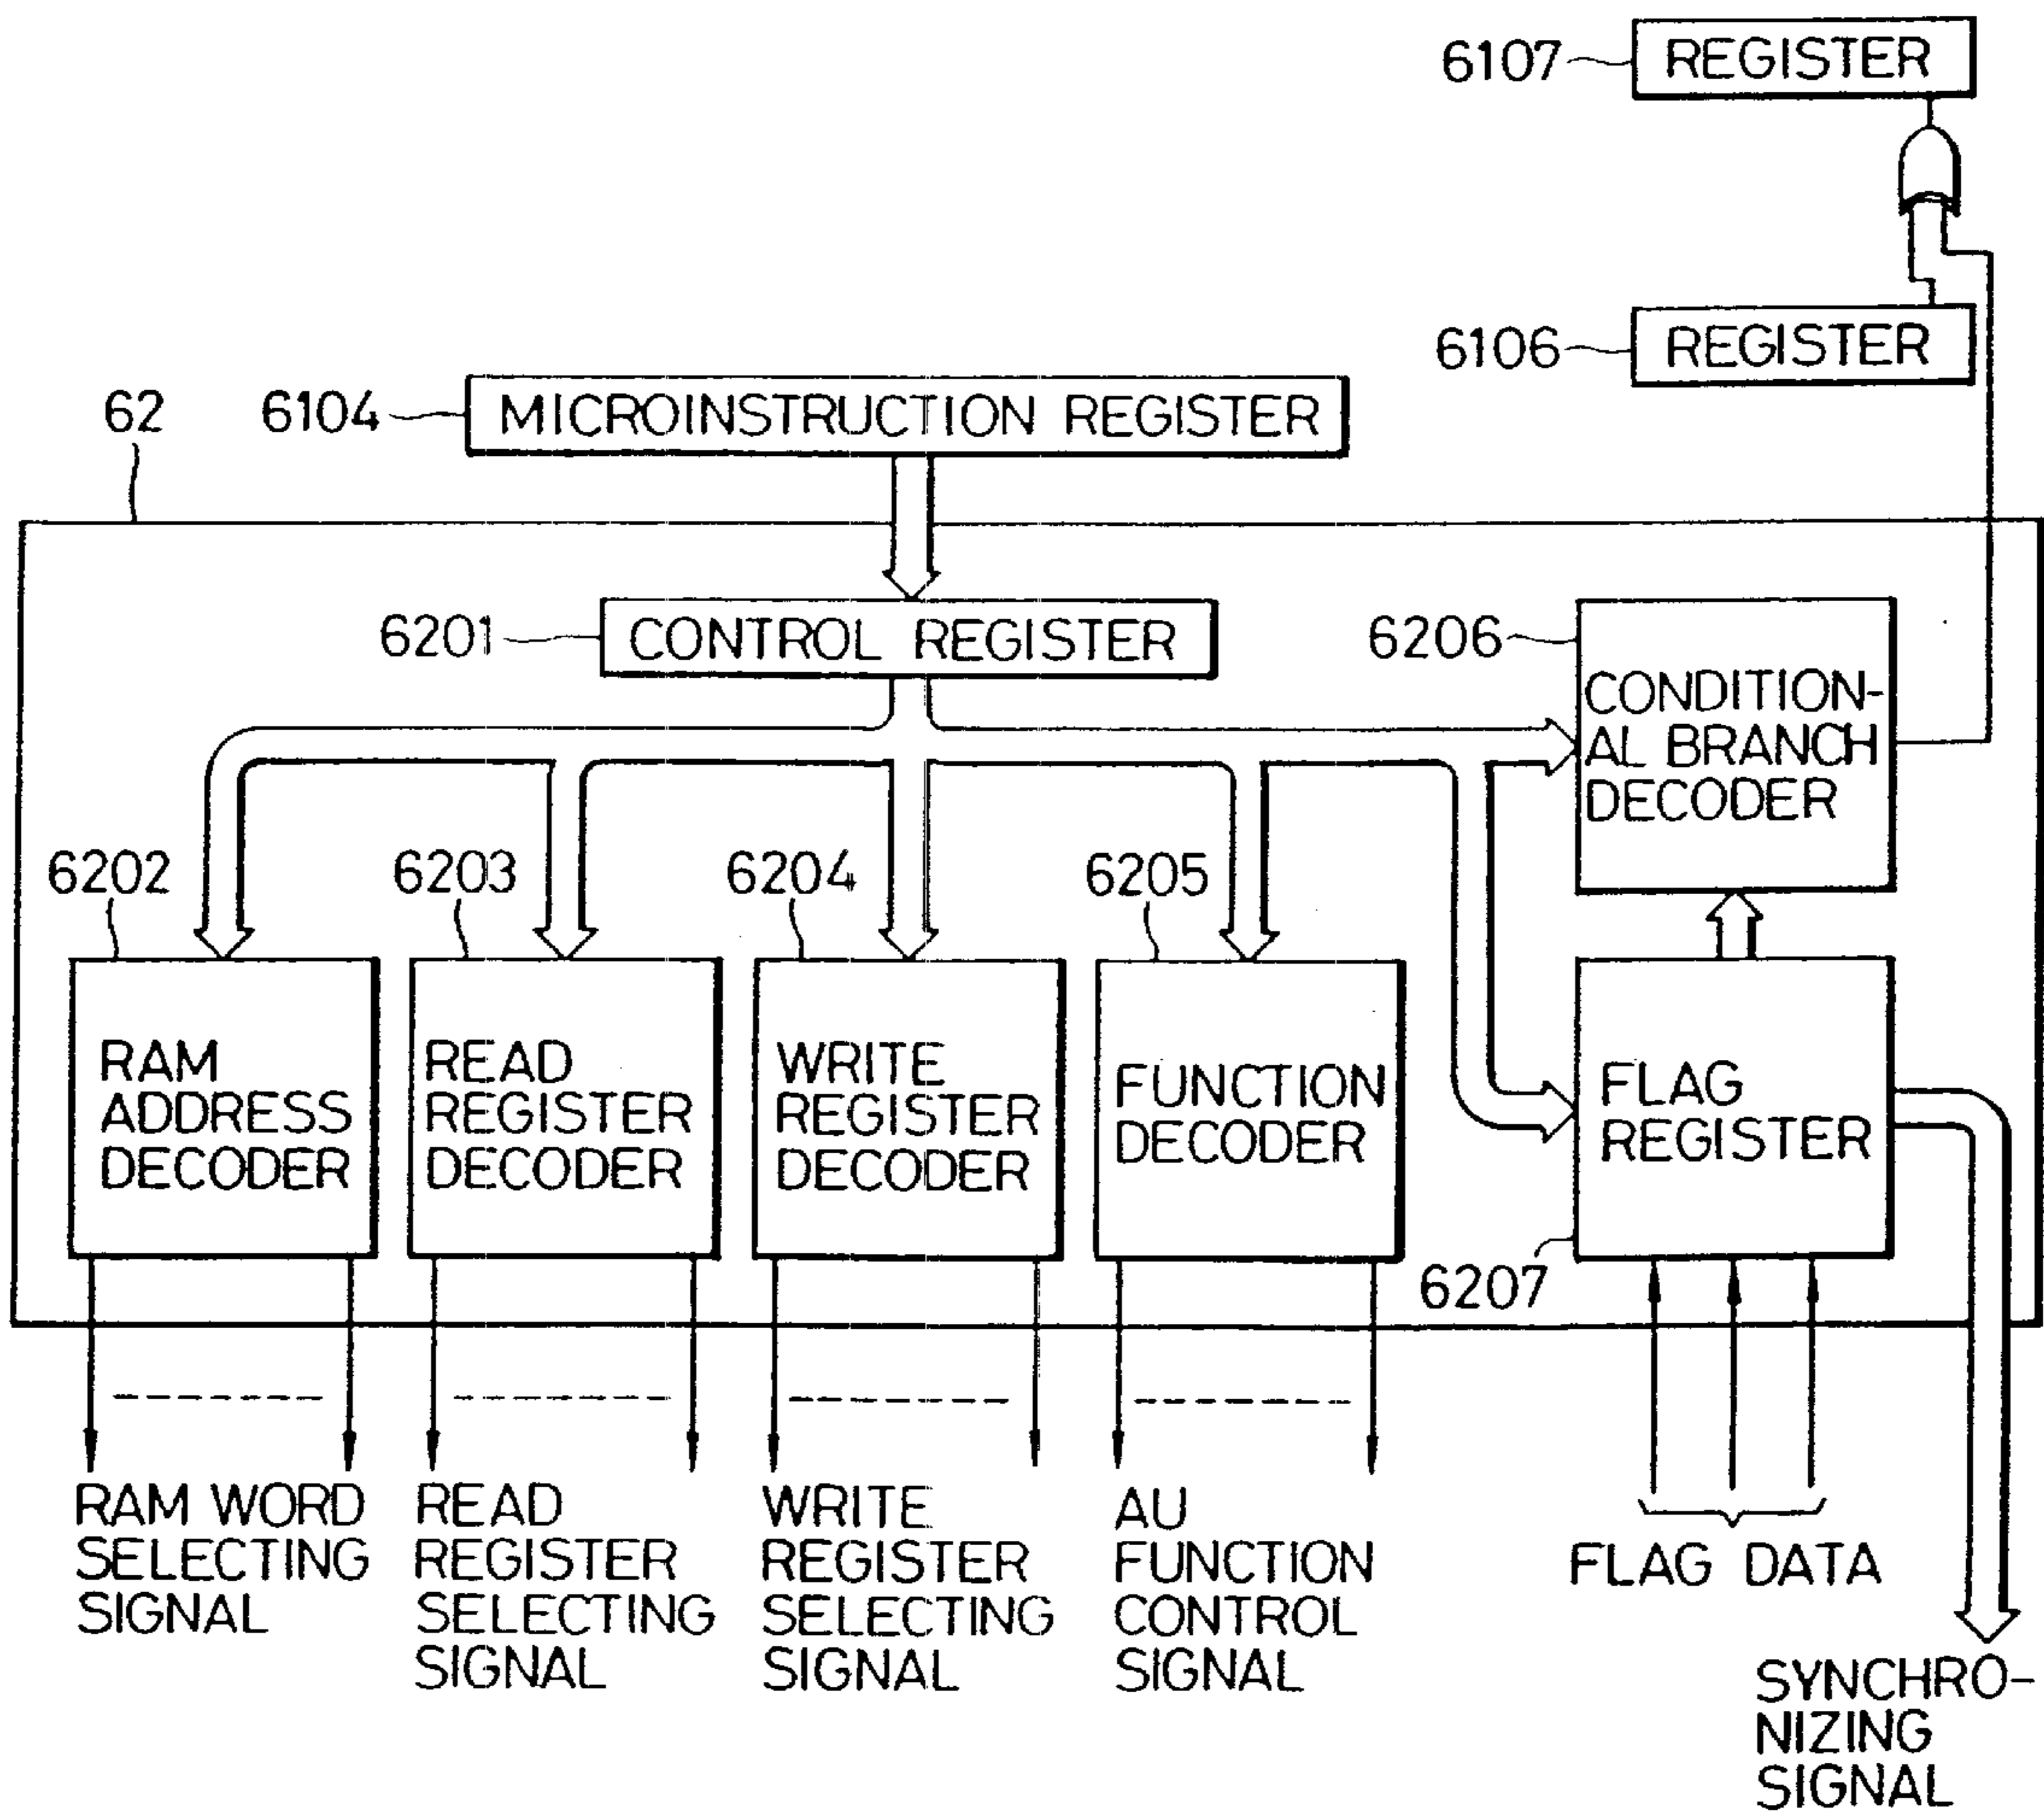 6107
REGISTER
6106
REGISTER
62
6104
MICROINSTRUCTION REGISTER
6201
CONTROL REGISTER
6206
CONDITION-
AL BRANCH
DECODER
6202
6203
6204
6205
RAM
ADDRESS
DECODER
READ
REGISTER
DECODER
WRITE
REGISTER
DECODER
FUNCTION
DECODER
FLAG
REGISTER
6207
RAM WORD
SELECTING
SIGNAL
READ
REGISTER
SELECTING
SIGNAL
WRITE
REGISTER
SELECTING
SIGNAL
AU
FUNCTION
CONTROL
SIGNAL
FLAG DATA
SYNCHRO-
NIZING
SIGNAL